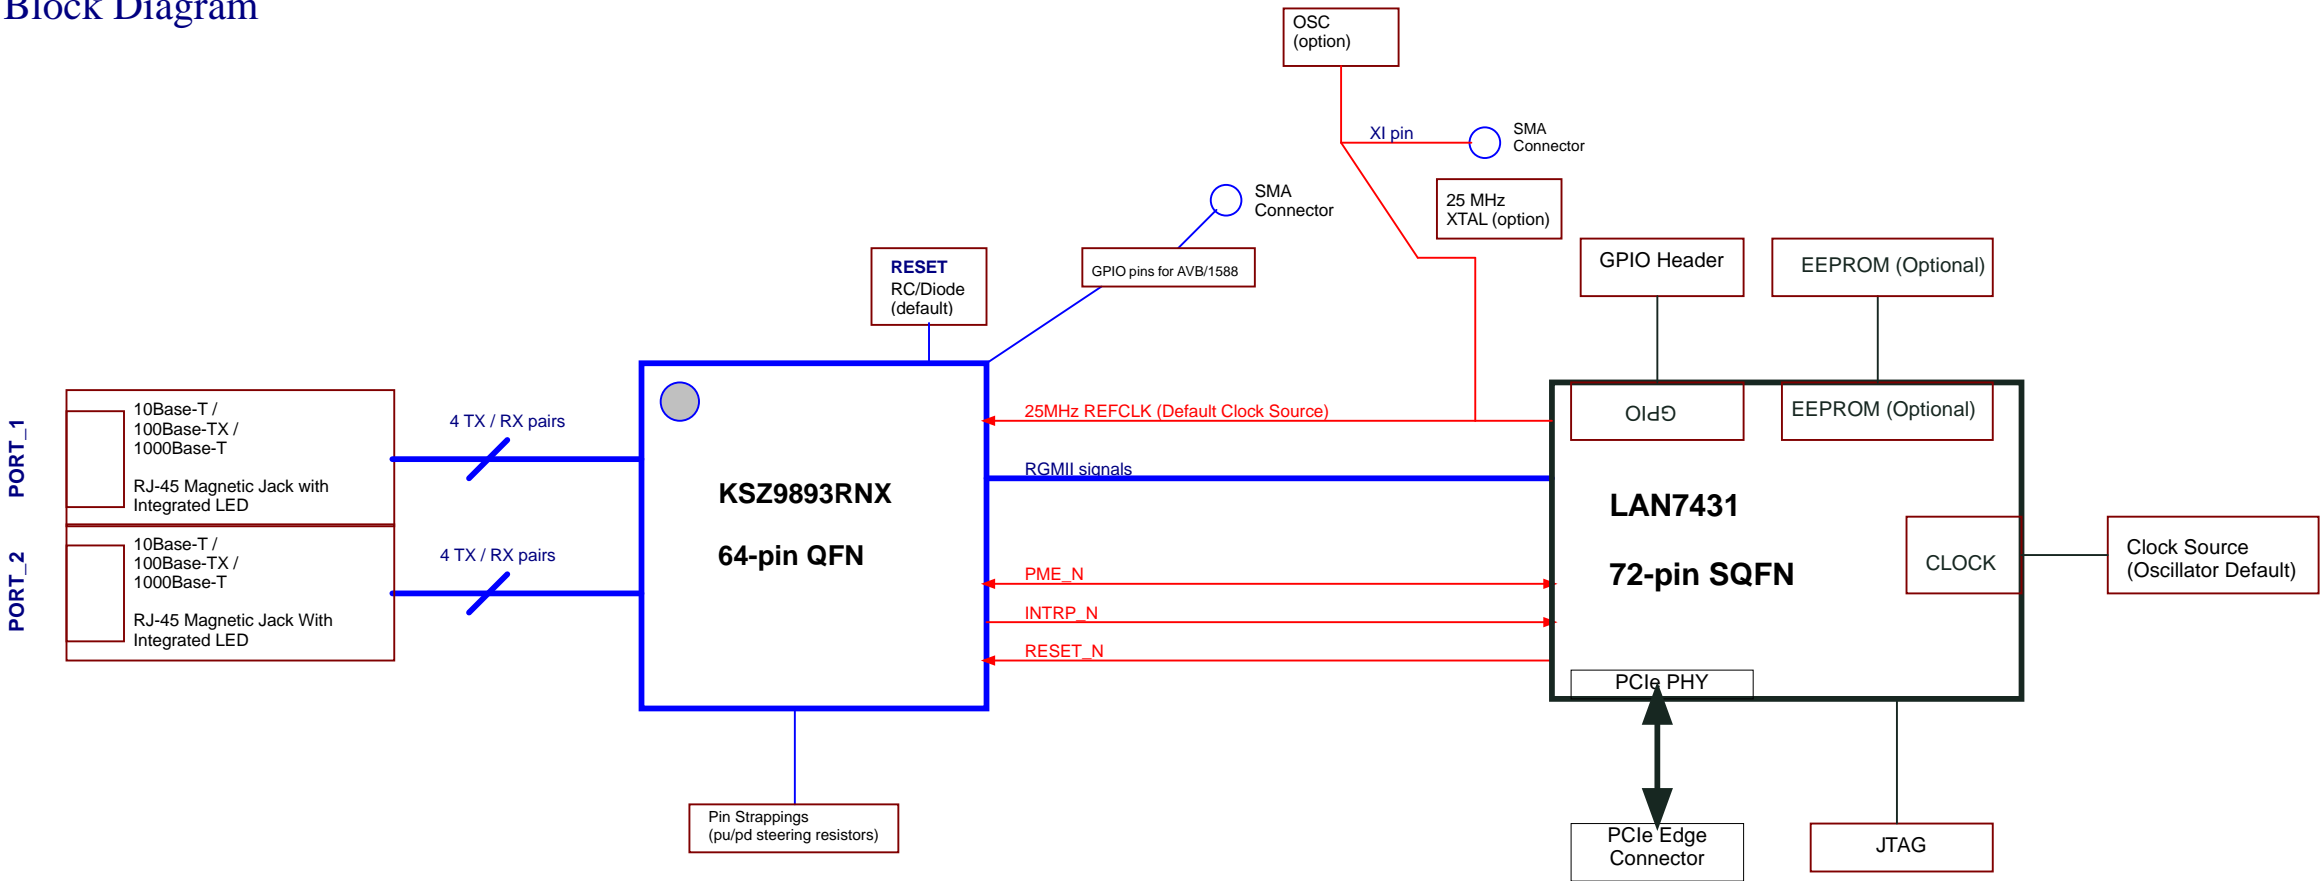 Block Diagram
OSC
(option)
XI pin
SMA
Connector
25 MHz
XTAL (option)
SMA
Connector
GPIO pins for AVB/1588
RESET
RC/Diode
(default)
GPIO Header
EEPROM (Optional)
PORT_1
10Base-T /
100Base-TX /
1000Base-T
RJ-45 Magnetic Jack with
Integrated LED
4 TX / RX pairs
PORT_2
10Base-T /
100Base-TX /
1000Base-T
RJ-45 Magnetic Jack With
Integrated LED
4 TX / RX pairs
KSZ9893RNX
64-pin QFN
25MHz REFCLK (Default Clock Source)
RGMII signals
PME_N
INTRP_N
RESET_N
GPIO
EEPROM (Optional)
LAN7431
72-pin SQFN
CLOCK
Clock Source
(Oscillator Default)
PCIe PHY
Pin Strappings
(pu/pd steering resistors)
PCIe Edge
Connector
JTAG